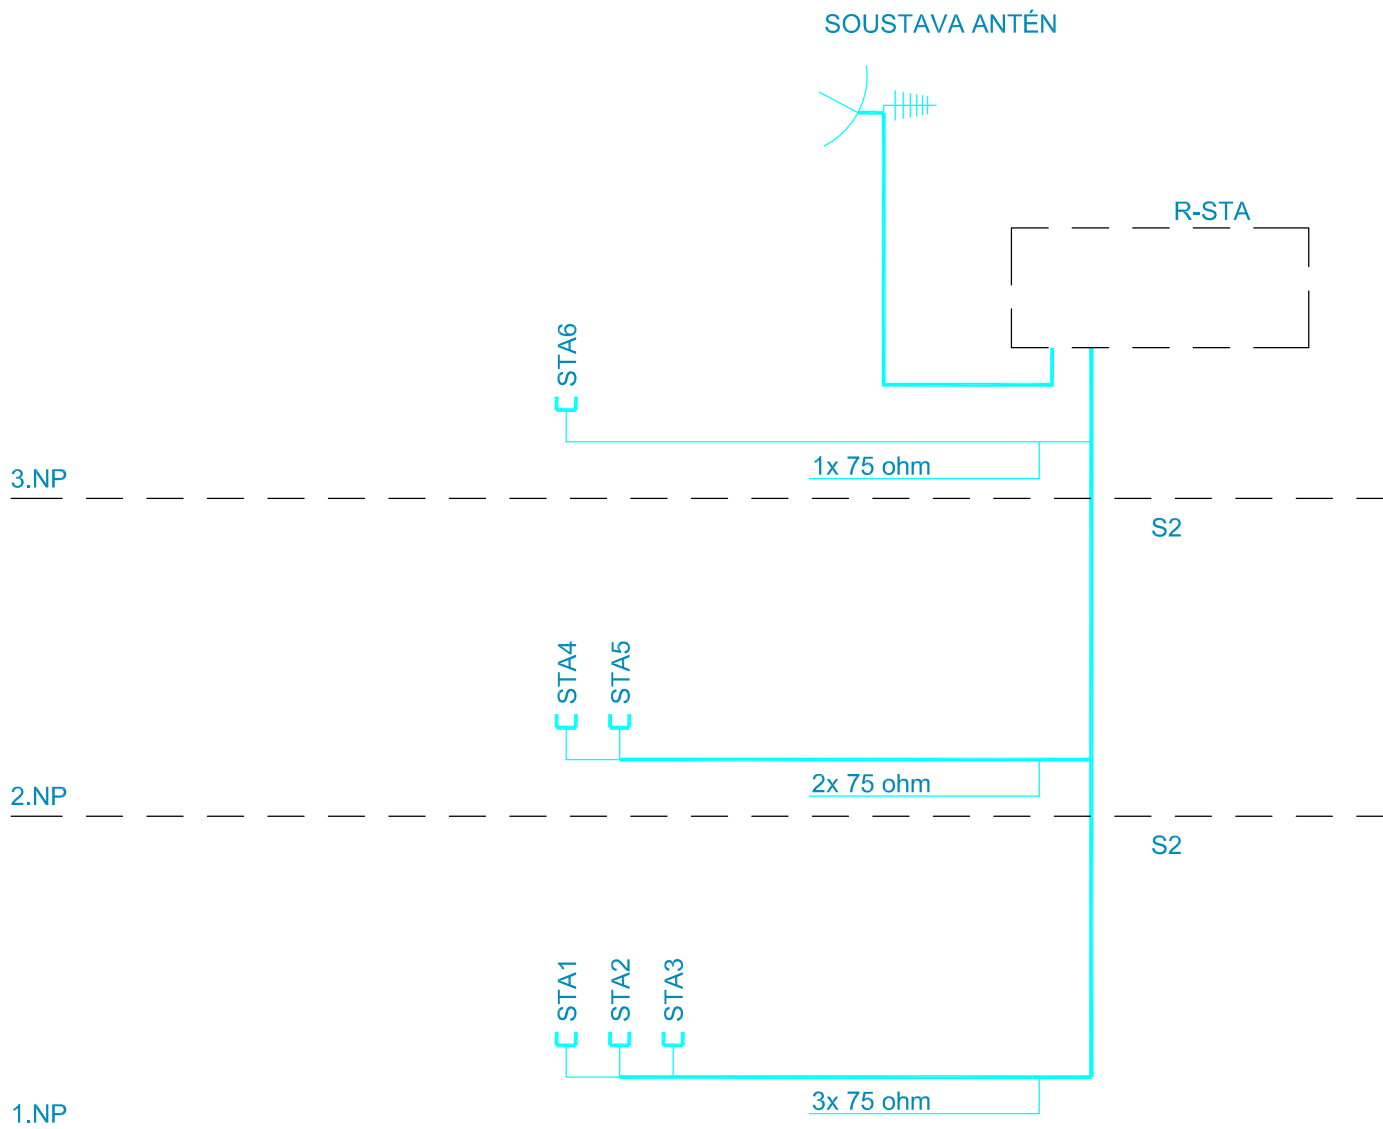 SOUSTAVA ANTÉN
R-STA
STA6
1x 75 ohm
3.NP
S2
STA4
STA5
2x 75 ohm
2.NP
S2
STA1
STA2
STA3
3x 75 ohm
1.NP